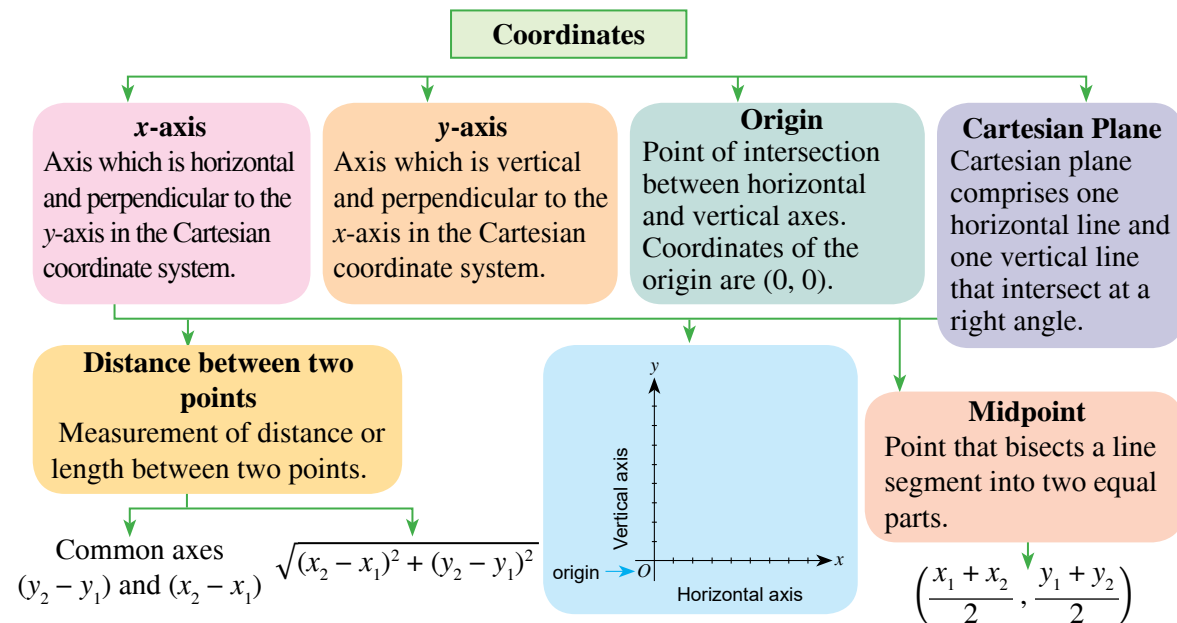 Coordinates
x-axis
Axis which is horizontal
and perpendicular to the
y-axis in the Cartesian
coordinate system.
y-axis
Axis which is vertical
and perpendicular to the
x-axis in the Cartesian
coordinate system.
Origin
Point of intersection
between horizontal
and vertical axes.
Coordinates of the
origin are (0, 0).
Cartesian Plane
Cartesian plane
comprises one
horizontal line and
one vertical line
that intersect at a
right angle.
Distance between two
points
Measurement of distance or
length between two points.
Common axes
(y₂ – y₁) and (x₂ – x₁)
√((x₂ – x₁)² + (y₂ – y₁)²)
y
Vertical axis
origin
O
x
Horizontal axis
Midpoint
Point that bisects a line
segment into two equal
parts.
((x₁ + x₂)/2 , (y₁ + y₂)/2)